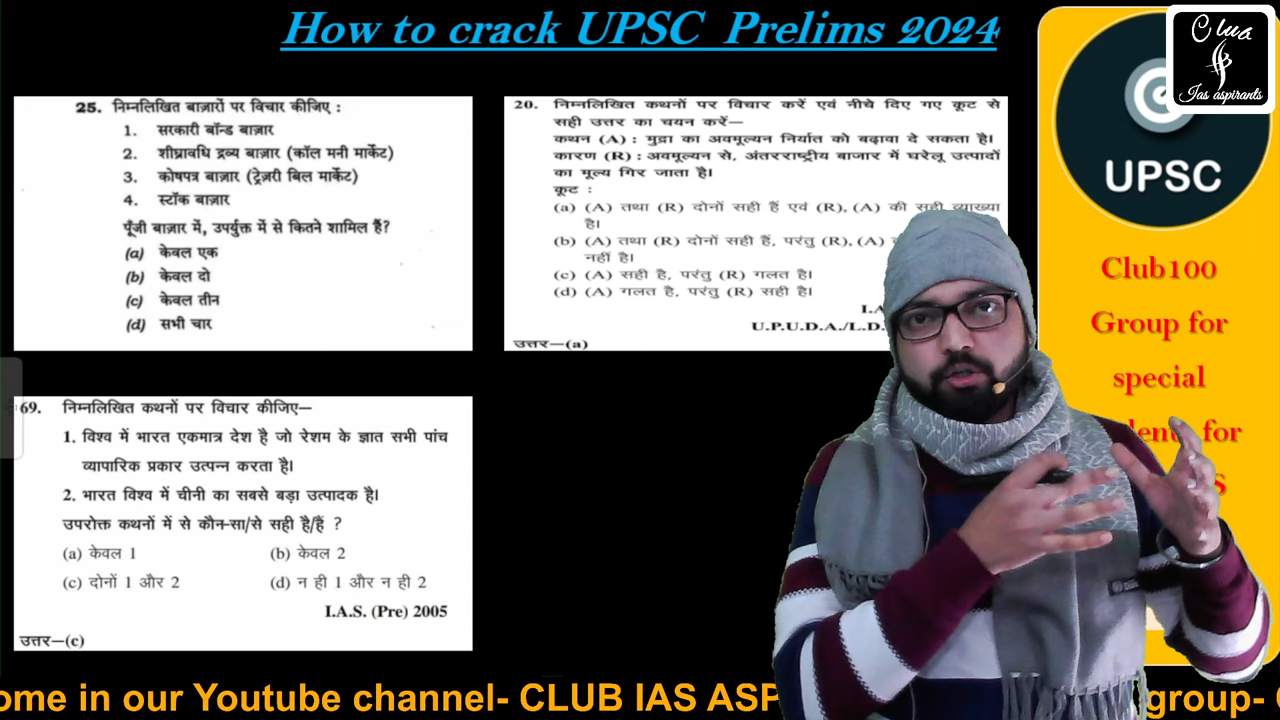 How to crack UPSC Prelims 2024
Clua
Ias aspirants
UPSC
25. निम्नलिखित बाज़ारों पर विचार कीजिए :
1. सरकारी बॉन्ड बाज़ार
2. शीघ्रावधि द्रव्य बाज़ार (कॉल मनी मार्केट)
3. कोषपत्र बाज़ार (ट्रेज़री बिल मार्केट)
4. स्टॉक बाज़ार
पूँजी बाज़ार में, उपर्युक्त में से कितने शामिल हैं?
(a) केवल एक
(b) केवल दो
(c) केवल तीन
(d) सभी चार
20. निम्नलिखित कथनों पर विचार करें एवं नीचे दिए गए कूट से
सही उत्तर का चयन करें—
कथन (A) : मुद्रा का अवमूल्यन निर्यात को बढ़ावा दे सकता है।
कारण (R) : अवमूल्यन से, अंतरराष्ट्रीय बाजार में घरेलू उत्पादों
का मूल्य गिर जाता है।
कूट :
(a) (A) तथा (R) दोनों सही हैं एवं (R), (A) की सही व्याख्या
है।
(b) (A) तथा (R) दोनों सही हैं, परंतु (R), (A)
नहीं है।
(c) (A) सही है, परंतु (R) गलत है।
(d) (A) गलत है, परंतु (R) सही है।
U.P.U.D.A./L.D.
उत्तर—(a)
69. निम्नलिखित कथनों पर विचार कीजिए—
1. विश्व में भारत एकमात्र देश है जो रेशम के ज्ञात सभी पांच
व्यापारिक प्रकार उत्पन्न करता है।
2. भारत विश्व में चीनी का सबसे बड़ा उत्पादक है।
उपरोक्त कथनों में से कौन-सा/से सही है/हैं ?
(a) केवल 1 (b) केवल 2
(c) दोनों 1 और 2 (d) न ही 1 और न ही 2
I.A.S. (Pre) 2005
उत्तर—(c)
Club100
Group for
special
for
ome in our Youtube channel- CLUB IAS ASP group-